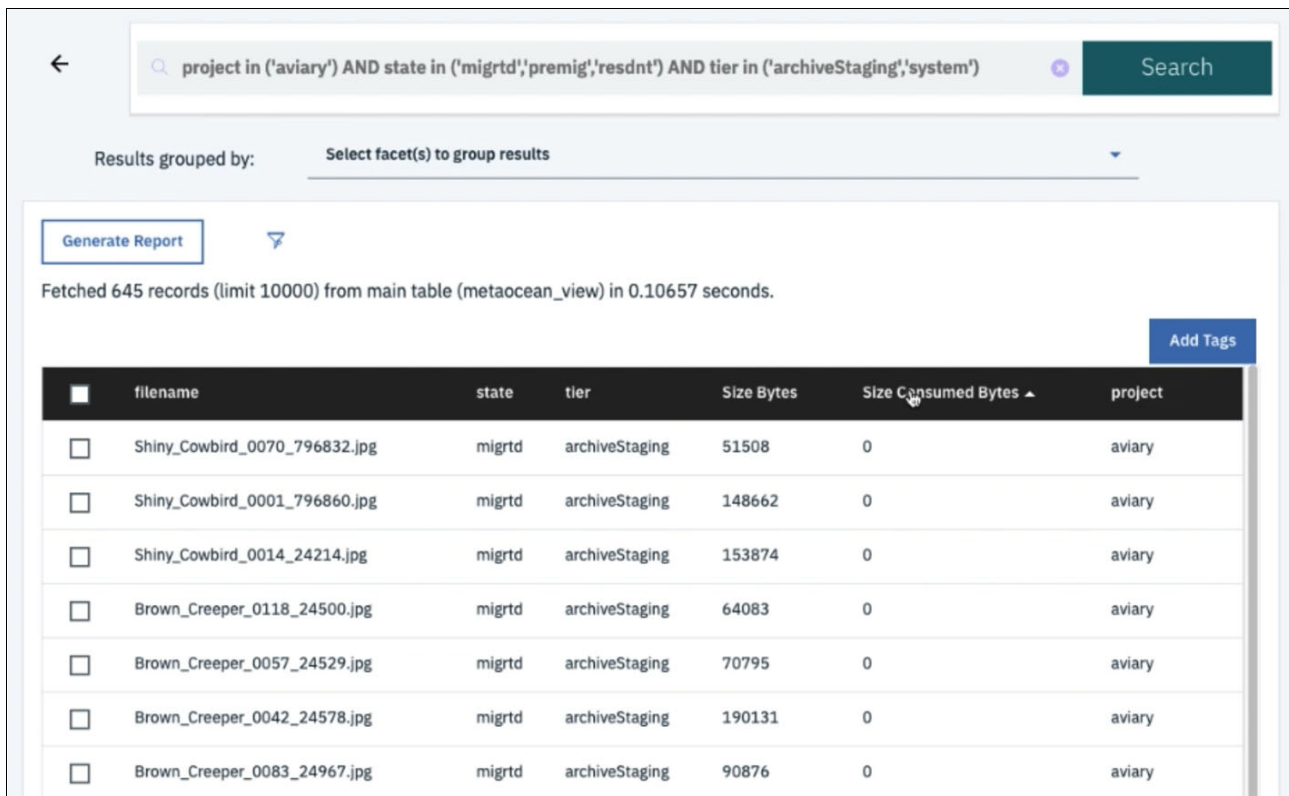 project in ('aviary') AND state in ('migrtd','premig','resdnt') AND tier in ('archiveStaging','system')
Search
Results grouped by:
Select facet(s) to group results
Generate Report
Fetched 645 records (limit 10000) from main table (metaocean_view) in 0.10657 seconds.
Add Tags
filename state tier Size Bytes Size Consumed Bytes project
Shiny_Cowbird_0070_796832.jpg migrtd archiveStaging 51508 0 aviary
Shiny_Cowbird_0001_796860.jpg migrtd archiveStaging 148662 0 aviary
Shiny_Cowbird_0014_24214.jpg migrtd archiveStaging 153874 0 aviary
Brown_Creeper_0118_24500.jpg migrtd archiveStaging 64083 0 aviary
Brown_Creeper_0057_24529.jpg migrtd archiveStaging 70795 0 aviary
Brown_Creeper_0042_24578.jpg migrtd archiveStaging 190131 0 aviary
Brown_Creeper_0083_24967.jpg migrtd archiveStaging 90876 0 aviary